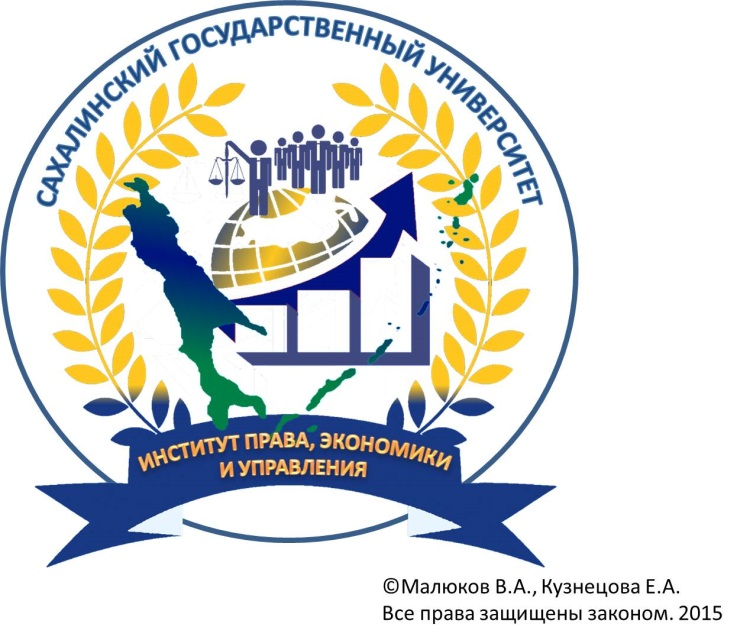 САХАЛИНСКИЙ ГОСУДАРСТВЕННЫЙ УНИВЕРСИТЕТ
ИНСТИТУТ ПРАВА, ЭКОНОМИКИ
И УПРАВЛЕНИЯ
©Малюков В.А., Кузнецова Е.А.
Все права защищены законом. 2015